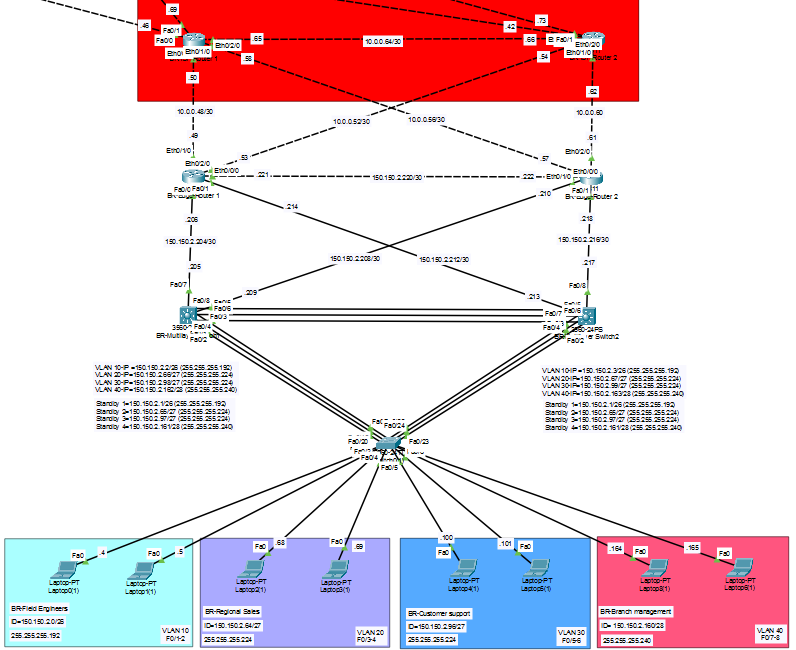 .69
.46
Fa0/1
Fa0/0
Eth1/0
Eth0/2/0
.65
10.0.0.64/30
.42
.73
.66
Fa0/1
Eth0/20
Eth0/1/0
.58
.54
.50
.62
10.0.0.48/30
10.0.0.52/30
10.0.0.56/30
10.0.0.60
.49
.61
Eth0/1/0
Eth0/2/0
.53
.57
Eth0/2/0
Eth0/0/0
.221
150.150.2.220/30
.222
Eth0/1/0
Eth0/0/0
Fa0/0
Fa0/1
Fa0/1
Router 1
Router 2
.210
.206
.214
.218
150.150.2.204/30
150.150.2.208/30
150.150.2.212/30
150.150.2.216/30
.205
.217
Fa0/7
.209
.213
Fa0/8
Fa0/8
Fa0/6
Fa0/3
Fa0/4
Fa0/2
Fa0/7
Fa0/6
Fa0/4
Fa0/2
Switch2
VLAN 10-IP =150.150.2.2/26 (255.255.255.192)
VLAN 20-IP=150.150.2.66/27 (255.255.255.224)
VLAN 30-IP=150.150.2.98/27 (255.255.255.224)
VLAN 40-IP=150.150.2.162/28 (255.255.255.240)
Standby 1=150.150.2.1/26 (255.255.255.192)
Standby 2=150.150.2.65/27 (255.255.255.224)
Standby 3=150.150.2.97/27 (255.255.255.224)
Standby 4=150.150.2.161/28 (255.255.255.240)
VLAN 10-IP=150.150.2.3/26 (255.255.255.192)
VLAN 20-IP=150.150.2.67/27 (255.255.255.224)
VLAN 30-IP=150.150.2.99/27 (255.255.255.224)
VLAN 40-IP=150.150.2.163/28 (255.255.255.240)
Standby 1=150.150.2.1/26 (255.255.255.192)
Standby 2=150.150.2.65/27 (255.255.255.224)
Standby 3=150.150.2.97/27 (255.255.255.224)
Standby 4=150.150.2.161/28 (255.255.255.240)
Fa0/24
Fa0/20
Fa0/23
Fa0/4
Fa0/5
Fa0
.4
Fa0
.5
Fa0
.68
Fa0
.69
.100
Fa0
.101
Fa0
.164
Fa0
.165
Fa0
Laptop-PT
Laptop0(1)
Laptop-PT
Laptop1(1)
Laptop-PT
Laptop2(1)
Laptop-PT
Laptop3(1)
Laptop-PT
Laptop4(1)
Laptop-PT
Laptop5(1)
Laptop-PT
Laptop8(1)
Laptop-PT
Laptop6(1)
BR-Field Engineers
ID=150.150.2.0/26
255.255.255.192
VLAN 10
F0/1-2
BR-Regional Sales
ID=150.150.2.64/27
255.255.255.224
VLAN 20
F0/3-4
BR-Customer support
ID=150.150.2.96/27
255.255.255.224
VLAN 30
F0/5-6
BR-Branch management
ID= 150.150.2.160/28
255.255.255.240
VLAN 40
F0/7-8